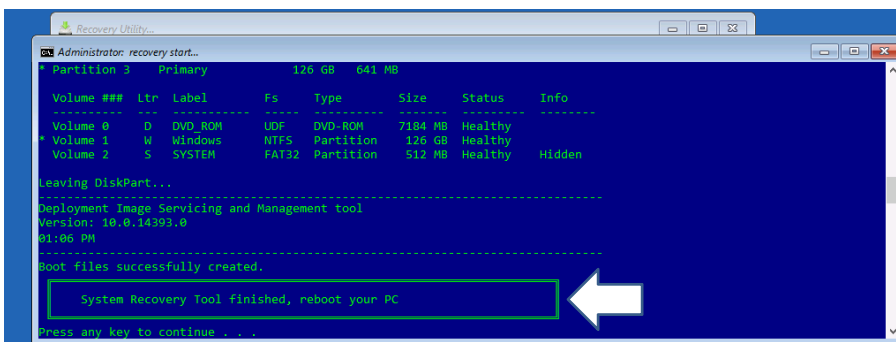 Recovery Utility...
Administrator: recovery start...
* Partition 3    Primary            126 GB   641 MB
Volume ###  Ltr  Label        Fs     Type        Size     Status     Info
----------  ---  -----------  -----  ----------  -------  ---------  --------
Volume 0     D   DVD_ROM      UDF    DVD-ROM     7184 MB  Healthy
* Volume 1     W   Windows      NTFS   Partition    126 GB  Healthy
Volume 2     S   SYSTEM       FAT32  Partition    512 MB  Healthy    Hidden
Leaving DiskPart...
Deployment Image Servicing and Management tool
Version: 10.0.14393.0
01:06 PM
Boot files successfully created.
System Recovery Tool finished, reboot your PC
Press any key to continue . . .